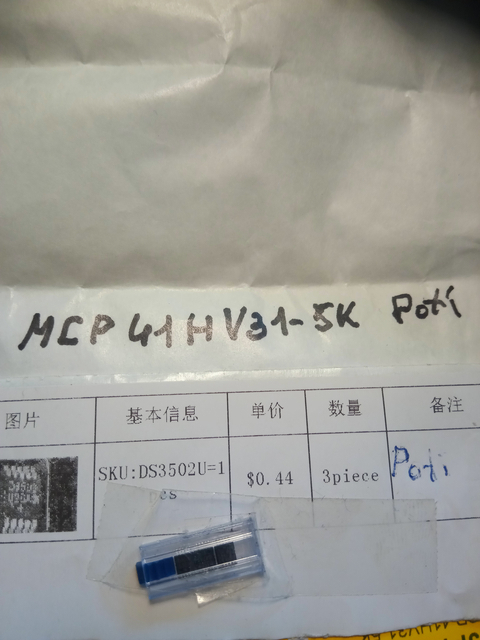 MCP 41HV31-5K Poti
图片 基本信息 单价 数量 备注
SKU:DS3502U=1 $0.44 3piece Poti
es